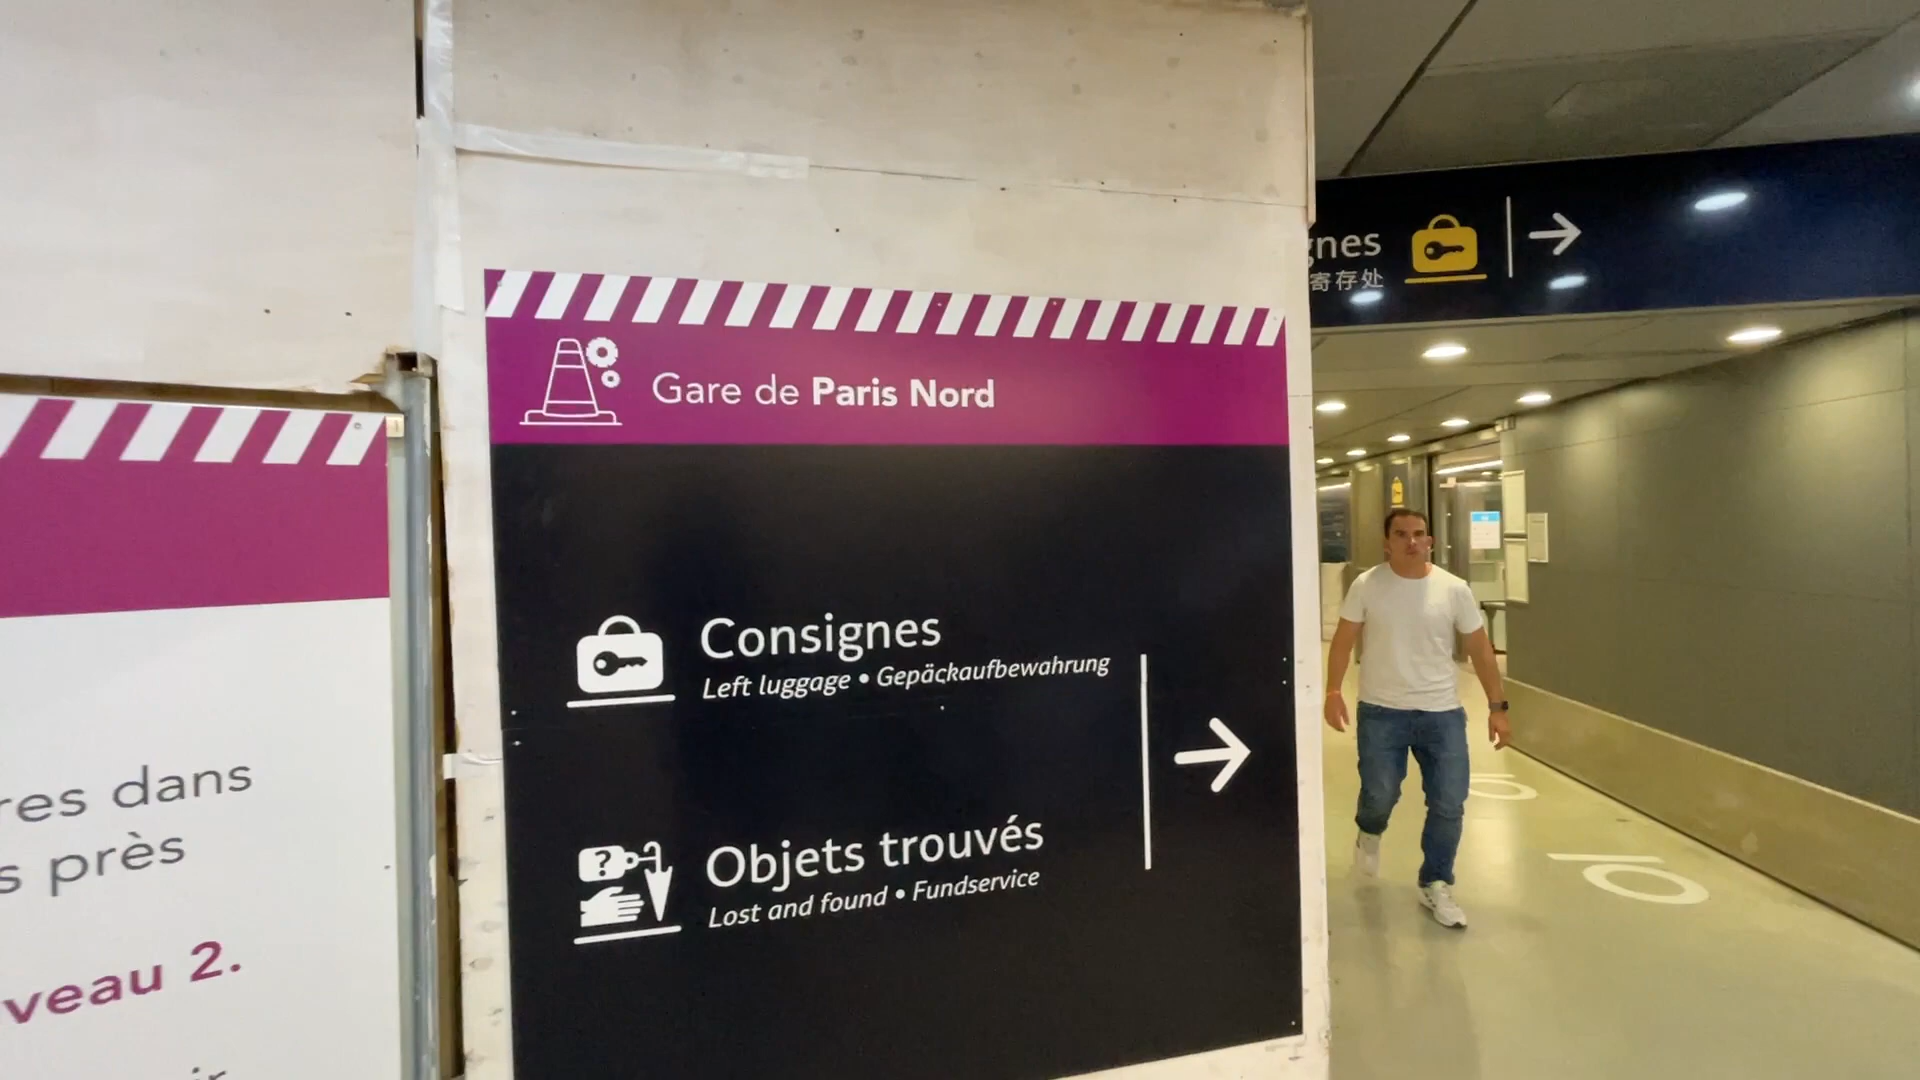 Gare de Paris Nord
Consignes
Left luggage • Gepäckaufbewahrung
Objets trouvés
Lost and found • Fundservice
?
gnes
寄存处
res dans
s près
veau 2.
ir